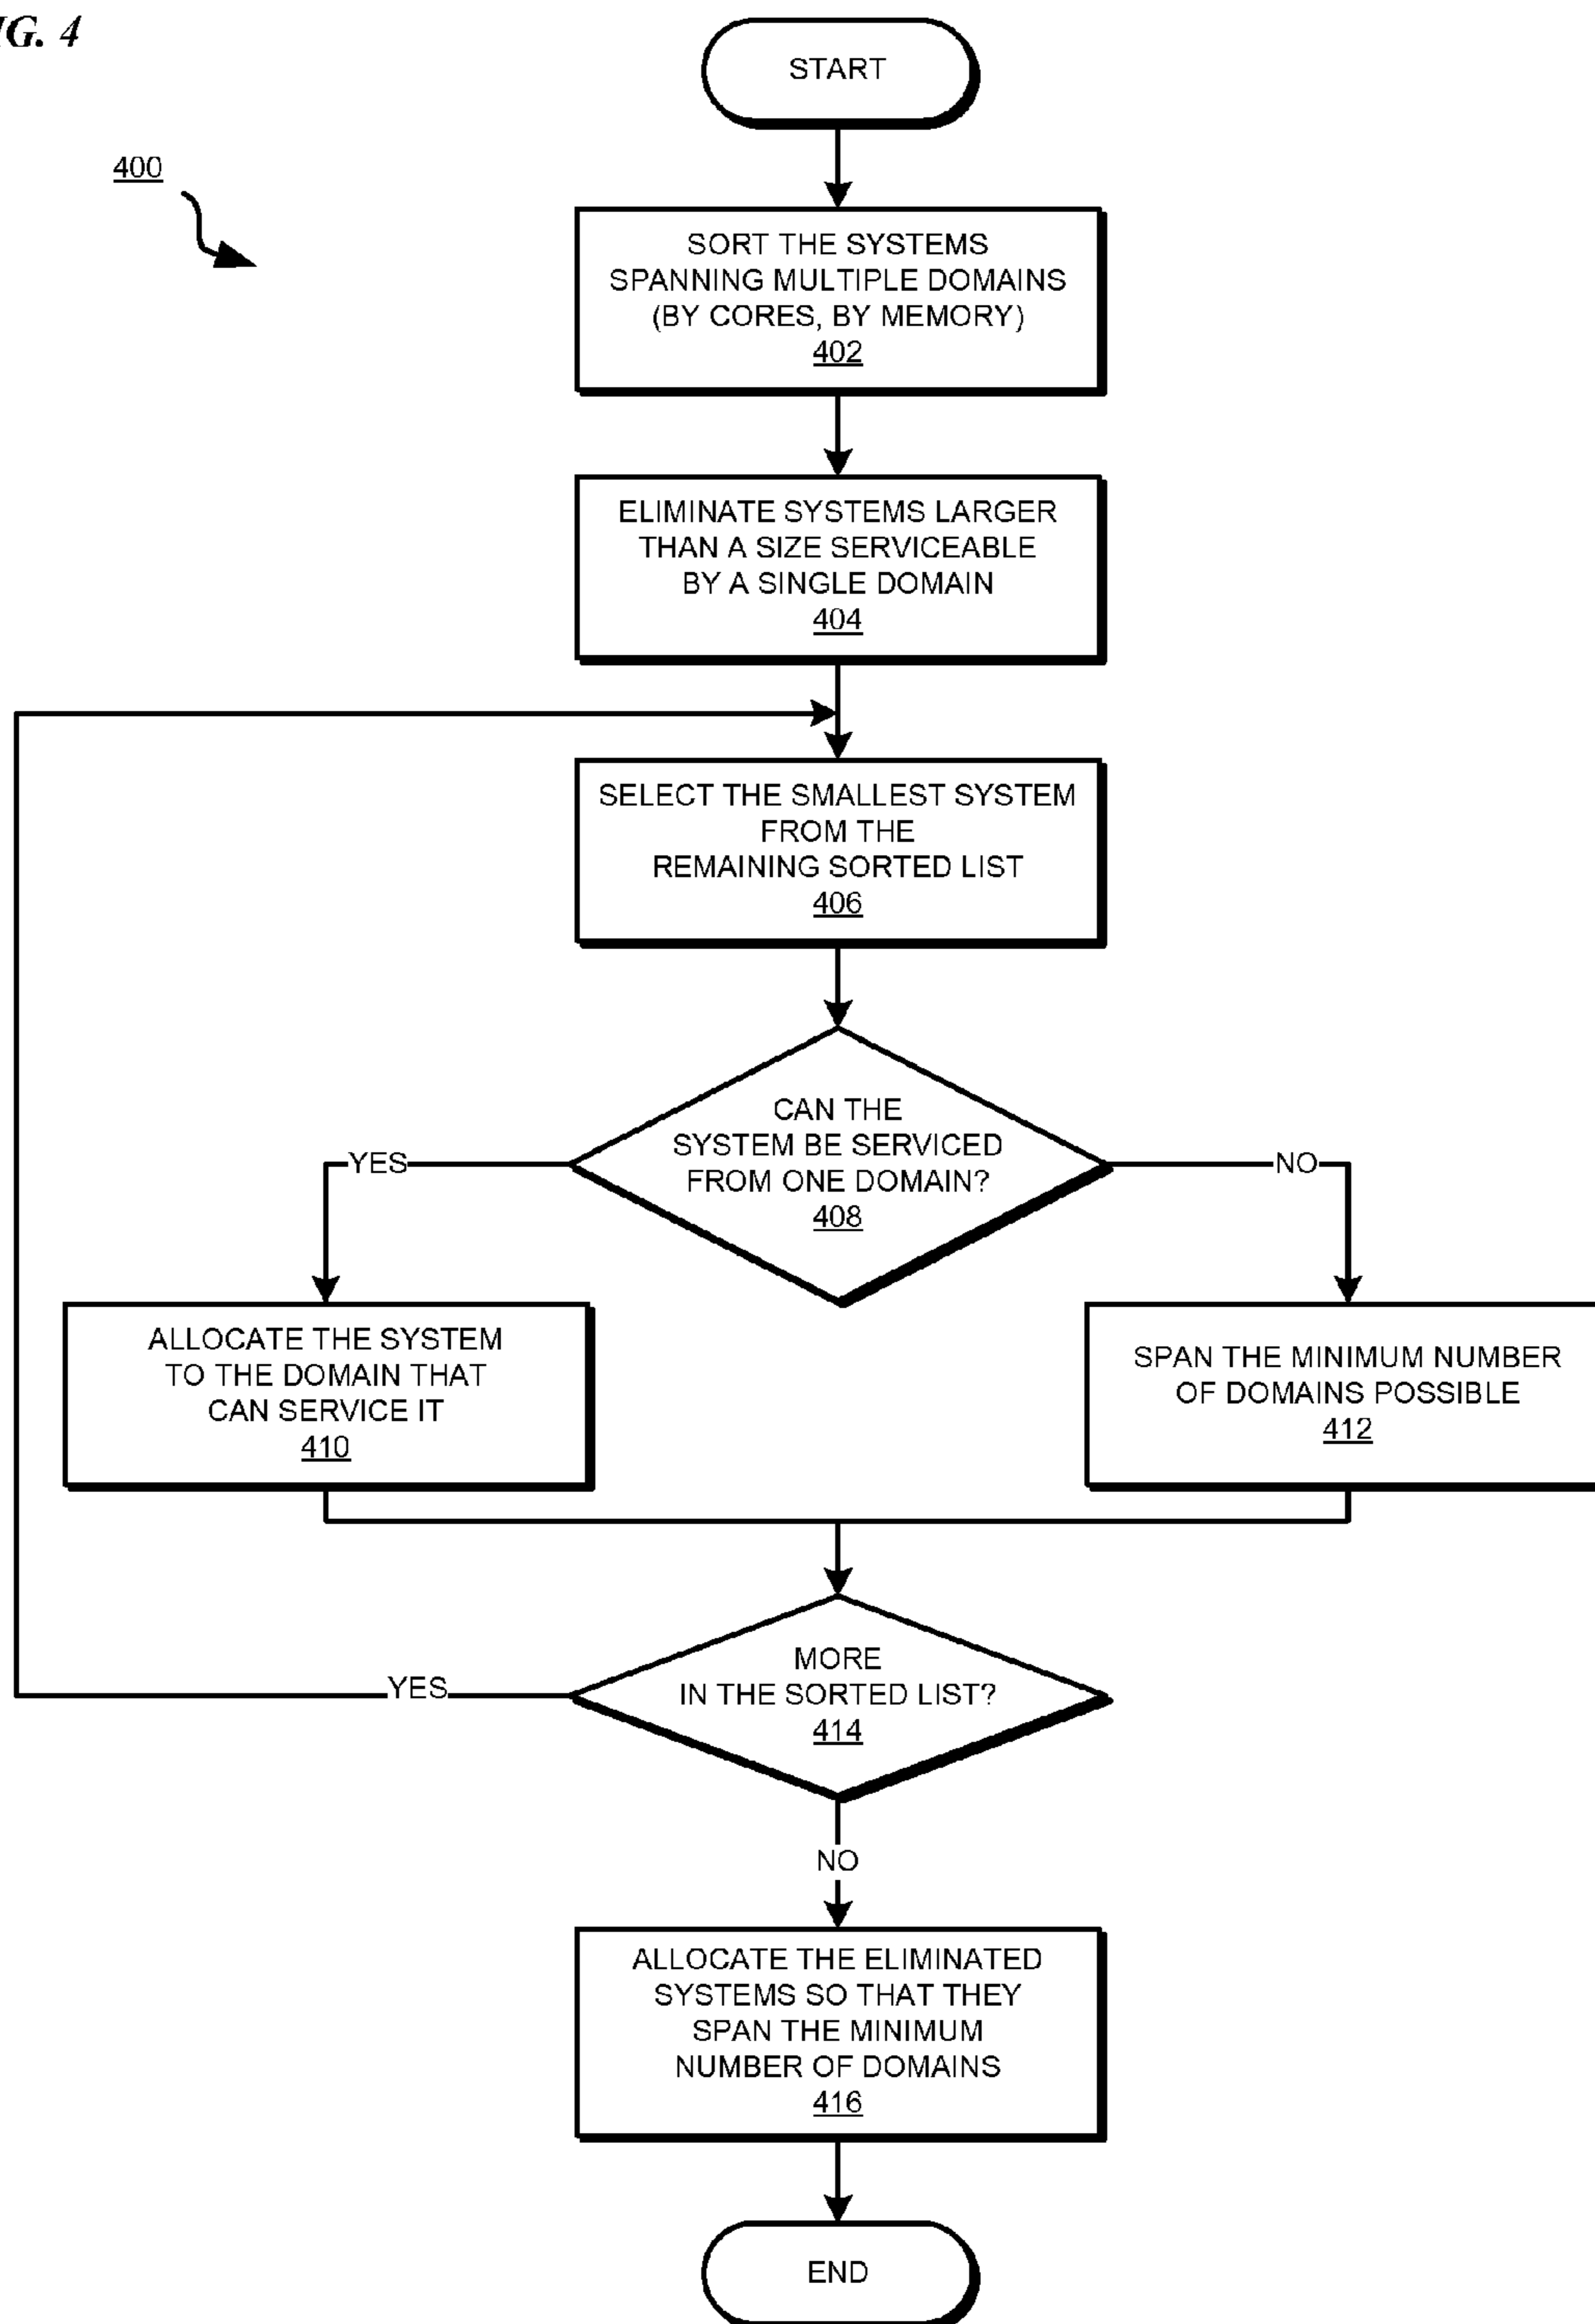 IG. 4
START
400
SORT THE SYSTEMS
SPANNING MULTIPLE DOMAINS
(BY CORES, BY MEMORY)
402
ELIMINATE SYSTEMS LARGER
THAN A SIZE SERVICEABLE
BY A SINGLE DOMAIN
404
SELECT THE SMALLEST SYSTEM
FROM THE
REMAINING SORTED LIST
406
CAN THE
SYSTEM BE SERVICED
FROM ONE DOMAIN?
408
YES
NO
ALLOCATE THE SYSTEM
TO THE DOMAIN THAT
CAN SERVICE IT
410
SPAN THE MINIMUM NUMBER
OF DOMAINS POSSIBLE
412
MORE
IN THE SORTED LIST?
414
YES
NO
ALLOCATE THE ELIMINATED
SYSTEMS SO THAT THEY
SPAN THE MINIMUM
NUMBER OF DOMAINS
416
END